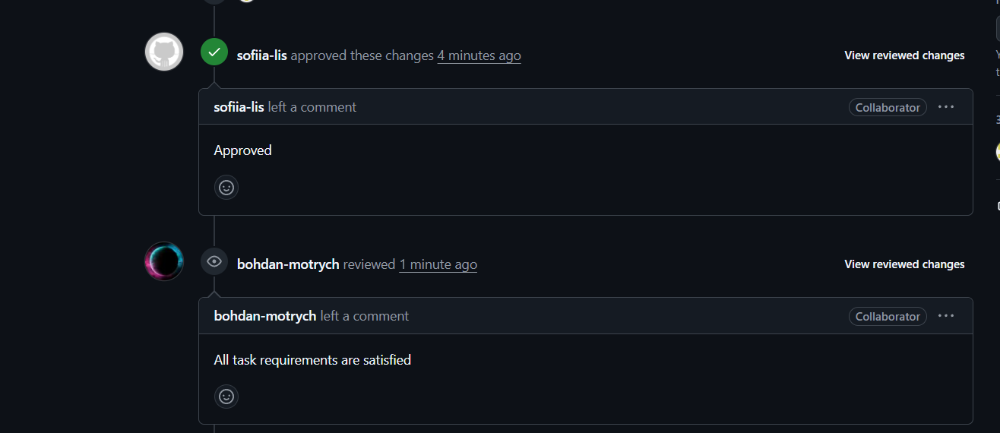 sofiia-lis approved these changes 4 minutes ago
View reviewed changes
sofiia-lis left a comment
Collaborator
Approved
bohdan-motrych reviewed 1 minute ago
View reviewed changes
bohdan-motrych left a comment
Collaborator
All task requirements are satisfied